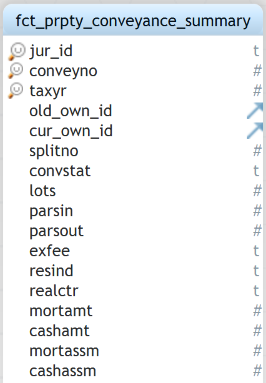 fct_prpty_conveyance_summary
jur_id t
conveyno #
taxyr #
old_own_id
cur_own_id
splitno #
convstat t
lots #
parsin #
parsout #
exfee t
resind t
realctr t
mortamt #
cashamt #
mortassm #
cashassm #